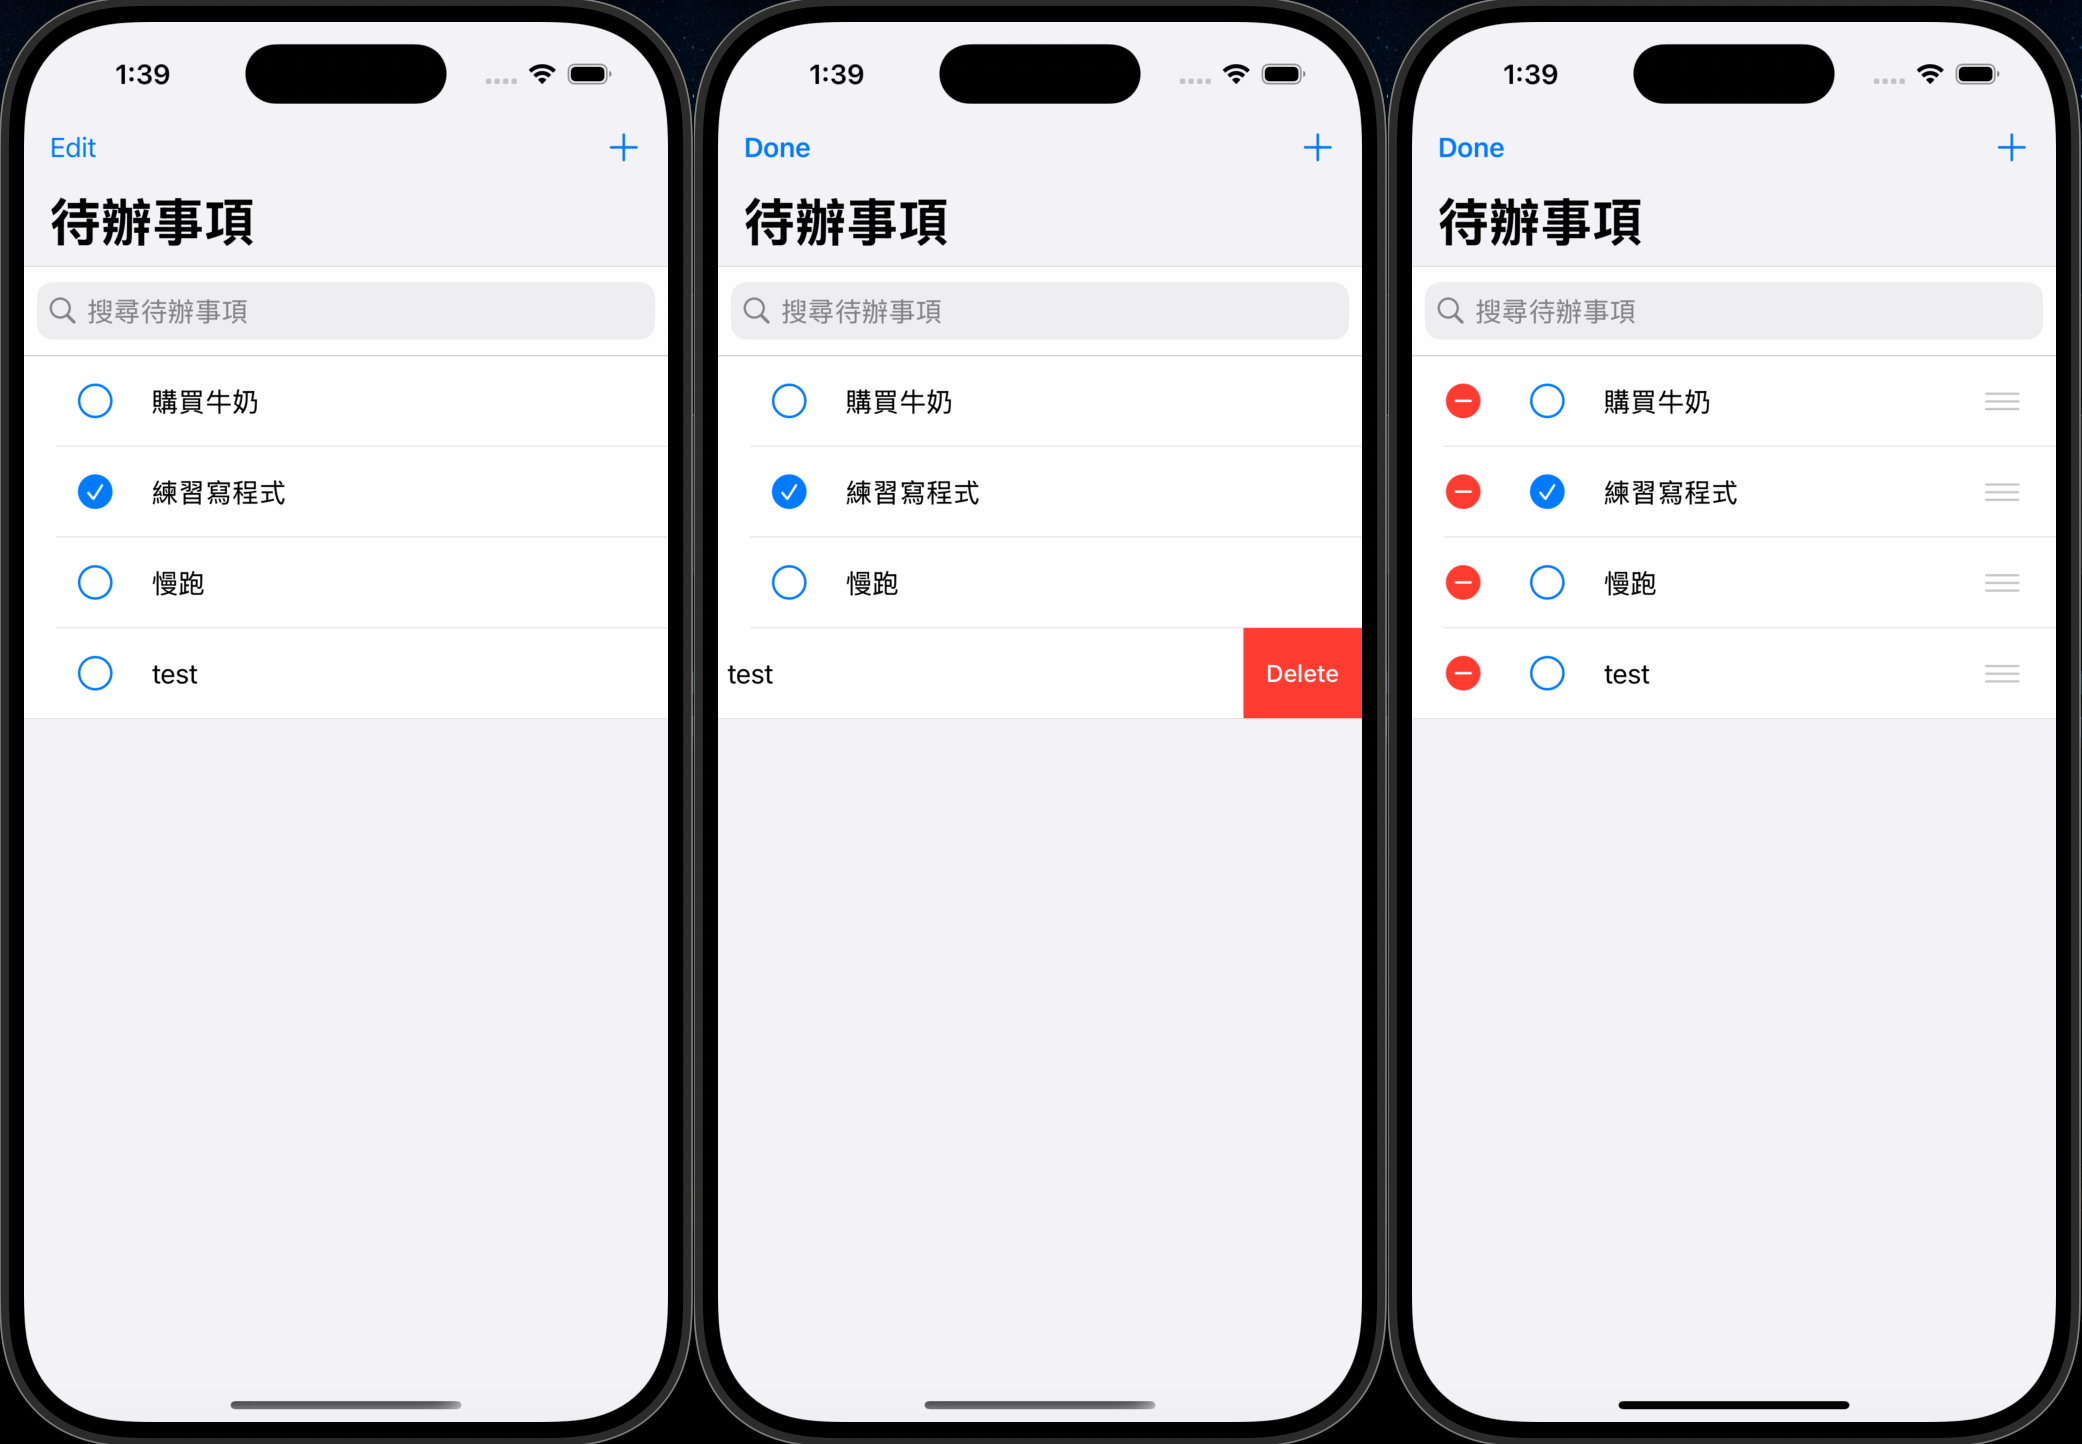 1:39
Edit
待辦事項
搜尋待辦事項
購買牛奶
練習寫程式
慢跑
test
1:39
Done
待辦事項
搜尋待辦事項
購買牛奶
練習寫程式
慢跑
test Delete
1:39
Done
待辦事項
搜尋待辦事項
購買牛奶
練習寫程式
慢跑
test